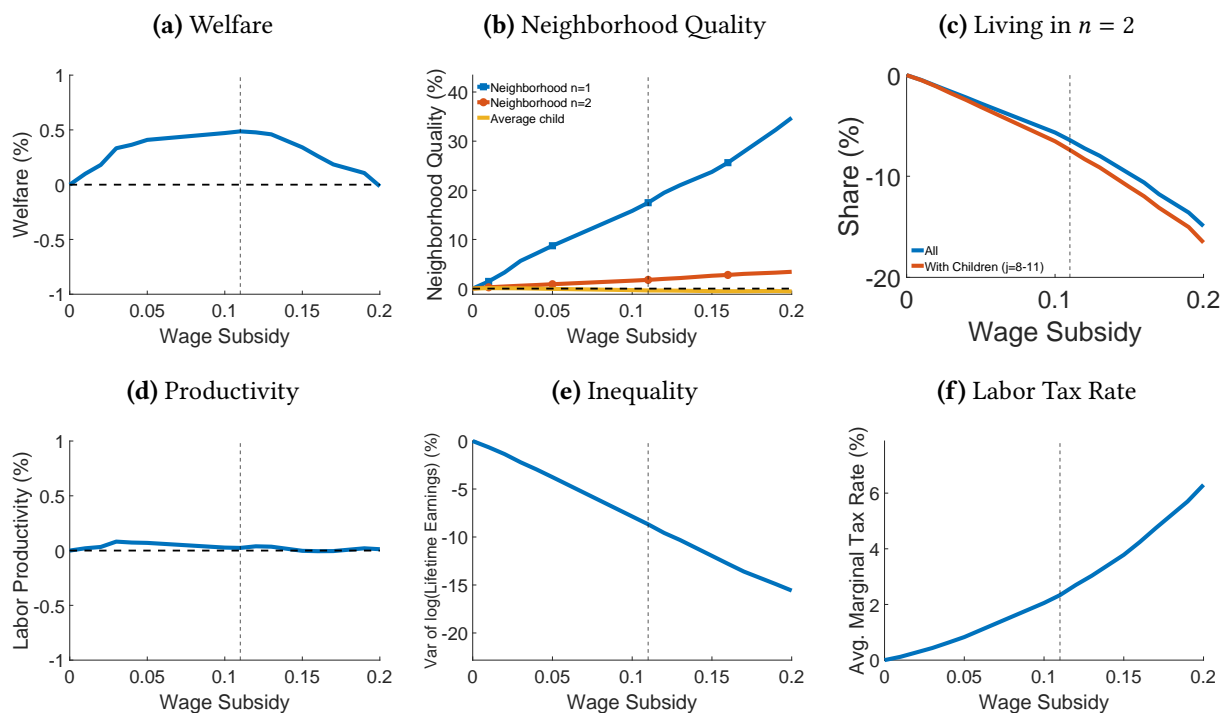 (a) Welfare
1
0.5
0
-0.5
-1
Welfare (%)
0
0.05
0.1
0.15
0.2
Wage Subsidy
(b) Neighborhood Quality
Neighborhood n=1
Neighborhood n=2
Average child
40
30
20
10
0
Neighborhood Quality (%)
0
0.05
0.1
0.15
0.2
Wage Subsidy
(c) Living in n = 2
0
-10
-20
Share (%)
All
With Children (j=8-11)
0
0.1
0.2
Wage Subsidy
(d) Productivity
1
0.5
0
-0.5
-1
Labor Productivity (%)
0
0.05
0.1
0.15
0.2
Wage Subsidy
(e) Inequality
0
-5
-10
-15
-20
Var of log(Lifetime Earnings) (%)
0
0.05
0.1
0.15
0.2
Wage Subsidy
(f) Labor Tax Rate
6
4
2
0
Avg. Marginal Tax Rate (%)
0
0.05
0.1
0.15
0.2
Wage Subsidy